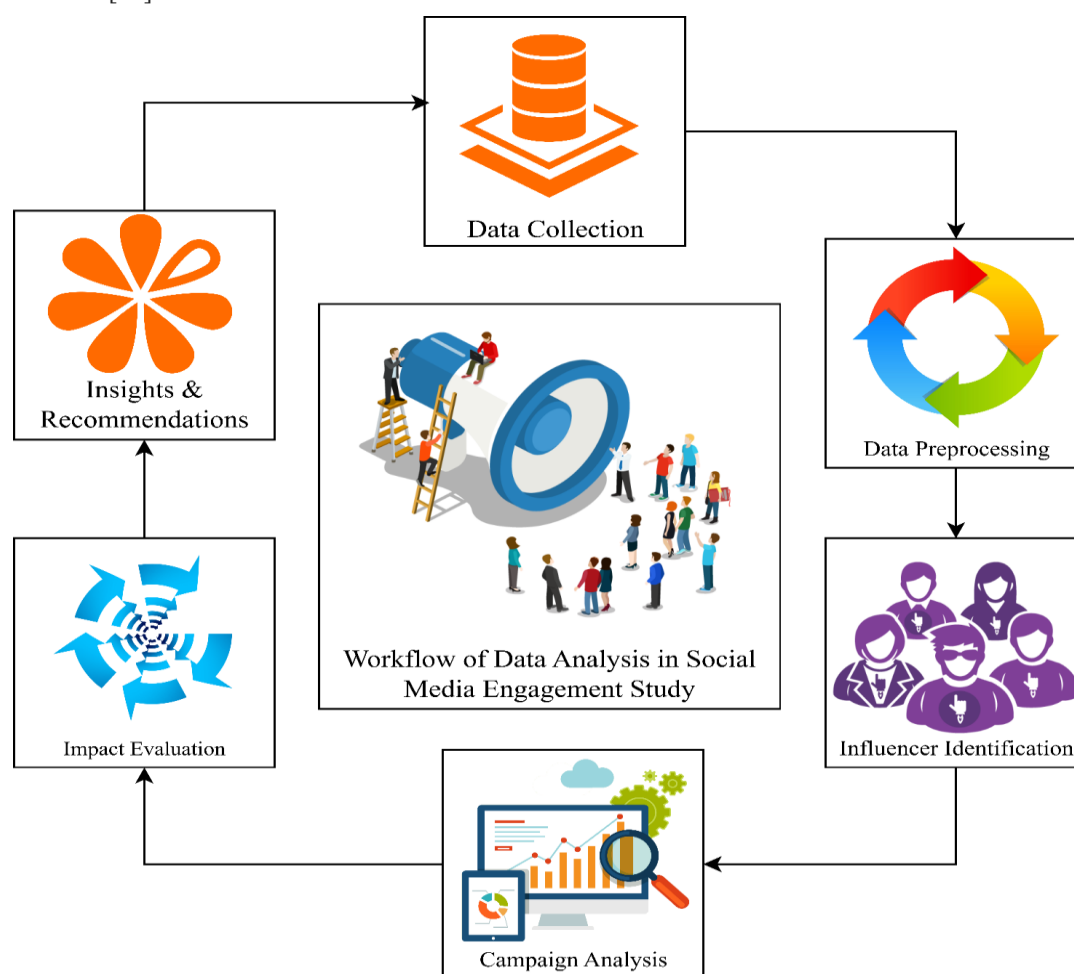 Data Collection
Insights &
Recommendations
Data Preprocessing
Workflow of Data Analysis in Social
Media Engagement Study
Impact Evaluation
Influencer Identification
Campaign Analysis